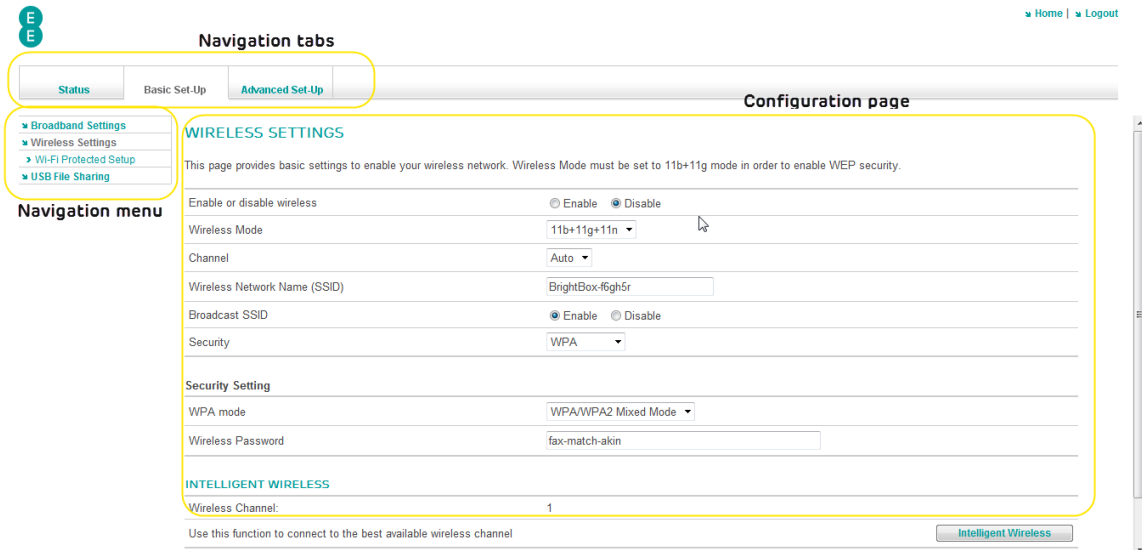 E
E
Home | Logout
Navigation tabs
Status Basic Set-Up Advanced Set-Up
Configuration page
Broadband Settings
Wireless Settings
Wi-Fi Protected Setup
USB File Sharing
Navigation menu
WIRELESS SETTINGS
This page provides basic settings to enable your wireless network. Wireless Mode must be set to 11b+11g mode in order to enable WEP security.
Enable or disable wireless Enable Disable
Wireless Mode 11b+11g+11n
Channel Auto
Wireless Network Name (SSID) BrightBox-f6gh5r
Broadcast SSID Enable Disable
Security WPA
Security Setting
WPA mode WPA/WPA2 Mixed Mode
Wireless Password fax-match-akin
INTELLIGENT WIRELESS
Wireless Channel: 1
Use this function to connect to the best available wireless channel Intelligent Wireless